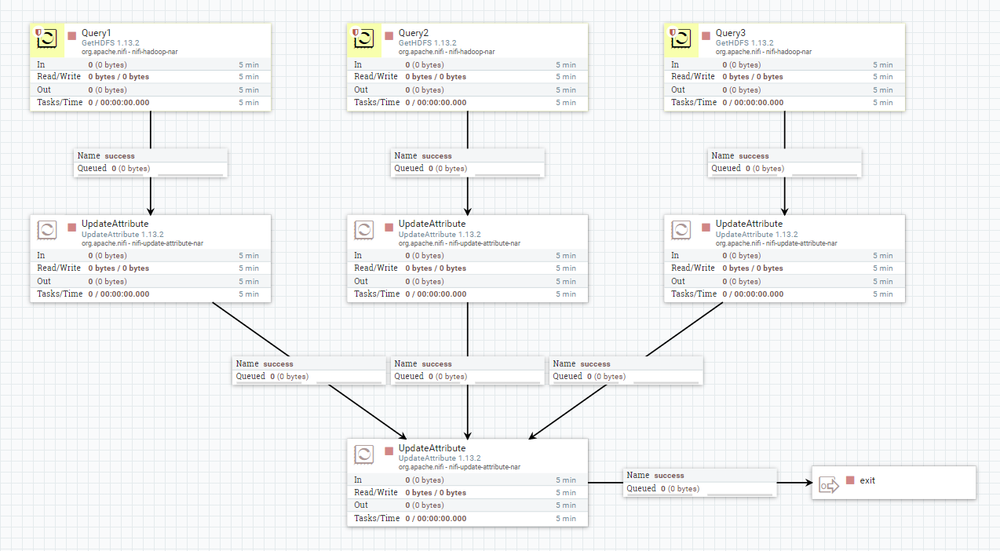 Query1
GetHDFS 1.13.2
org.apache.nifi - nifi-hadoop-nar
In 0 (0 bytes) 5 min
Read/Write 0 bytes / 0 bytes 5 min
Out 0 (0 bytes) 5 min
Tasks/Time 0 / 00:00:00.000 5 min
Query2
GetHDFS 1.13.2
org.apache.nifi - nifi-hadoop-nar
In 0 (0 bytes) 5 min
Read/Write 0 bytes / 0 bytes 5 min
Out 0 (0 bytes) 5 min
Tasks/Time 0 / 00:00:00.000 5 min
Query3
GetHDFS 1.13.2
org.apache.nifi - nifi-hadoop-nar
In 0 (0 bytes) 5 min
Read/Write 0 bytes / 0 bytes 5 min
Out 0 (0 bytes) 5 min
Tasks/Time 0 / 00:00:00.000 5 min
Name success
Queued 0 (0 bytes)
Name success
Queued 0 (0 bytes)
Name success
Queued 0 (0 bytes)
UpdateAttribute
UpdateAttribute 1.13.2
org.apache.nifi - nifi-update-attribute-nar
In 0 (0 bytes) 5 min
Read/Write 0 bytes / 0 bytes 5 min
Out 0 (0 bytes) 5 min
Tasks/Time 0 / 00:00:00.000 5 min
UpdateAttribute
UpdateAttribute 1.13.2
org.apache.nifi - nifi-update-attribute-nar
In 0 (0 bytes) 5 min
Read/Write 0 bytes / 0 bytes 5 min
Out 0 (0 bytes) 5 min
Tasks/Time 0 / 00:00:00.000 5 min
UpdateAttribute
UpdateAttribute 1.13.2
org.apache.nifi - nifi-update-attribute-nar
In 0 (0 bytes) 5 min
Read/Write 0 bytes / 0 bytes 5 min
Out 0 (0 bytes) 5 min
Tasks/Time 0 / 00:00:00.000 5 min
Name success
Queued 0 (0 bytes)
Name success
Queued 0 (0 bytes)
Name success
Queued 0 (0 bytes)
UpdateAttribute
UpdateAttribute 1.13.2
org.apache.nifi - nifi-update-attribute-nar
In 0 (0 bytes) 5 min
Read/Write 0 bytes / 0 bytes 5 min
Out 0 (0 bytes) 5 min
Tasks/Time 0 / 00:00:00.000 5 min
Name success
Queued 0 (0 bytes)
exit